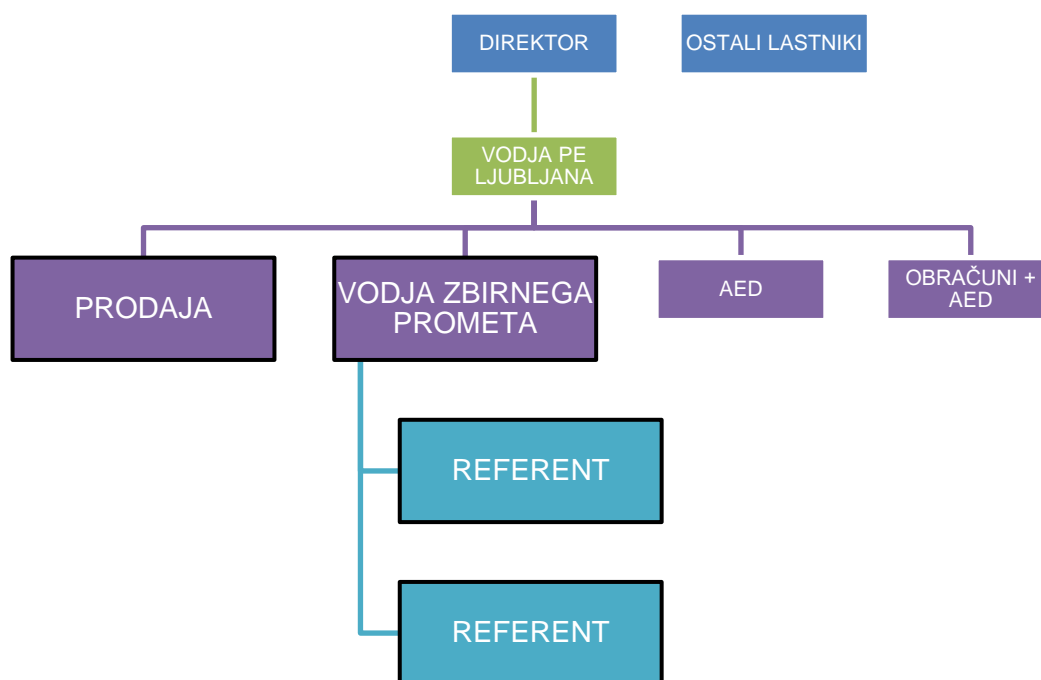 DIREKTOR
OSTALI LASTNIKI
VODJA PE
LJUBLJANA
PRODAJA
VODJA ZBIRNEGA
PROMETA
AED
OBRAČUNI +
AED
REFERENT
REFERENT